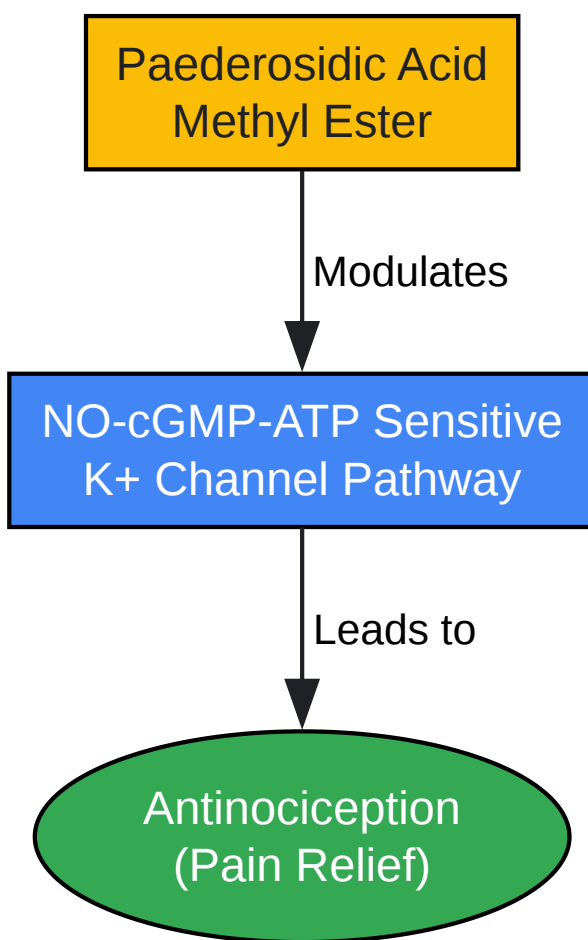 Paederosidic Acid
Methyl Ester
Modulates
NO-cGMP-ATP Sensitive
K+ Channel Pathway
Leads to
Antinociception
(Pain Relief)